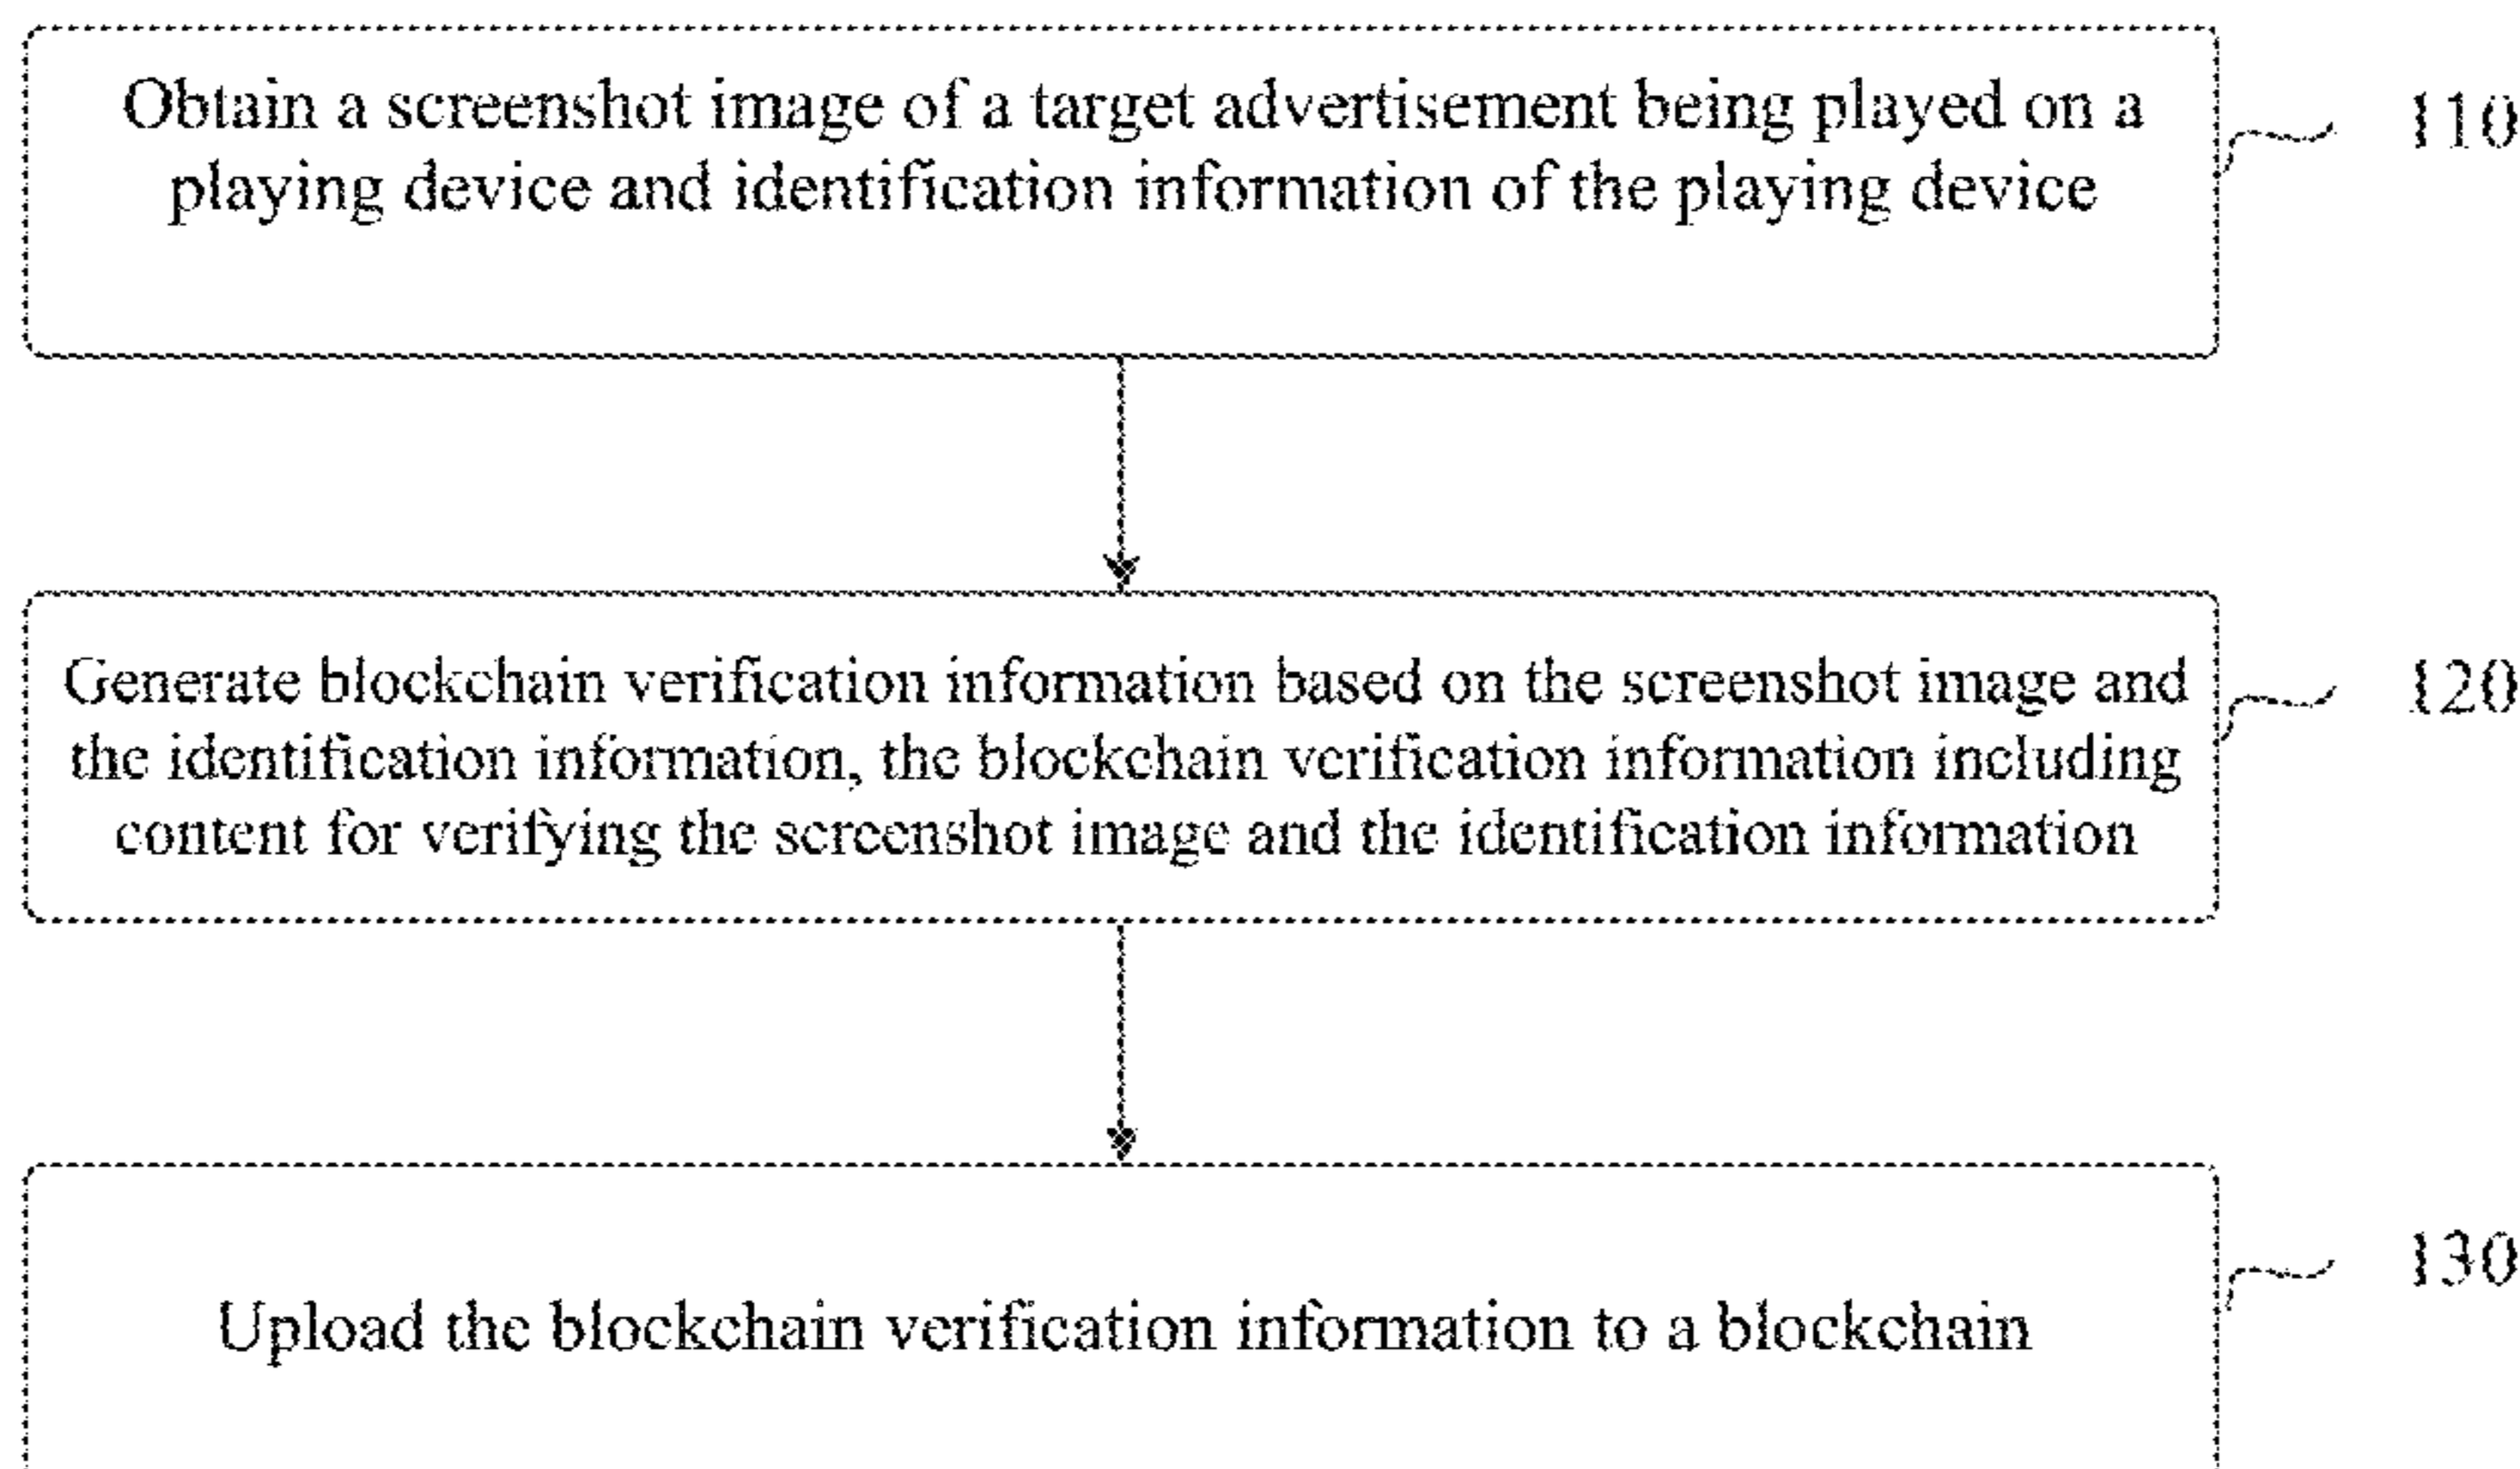 Obtain a screenshot image of a target advertisement being played on a
playing device and identification information of the playing device
110
Generate blockchain verification information based on the screenshot image and
the identification information, the blockchain verification information including
content for verifying the screenshot image and the identification information
120
Upload the blockchain verification information to a blockchain
130